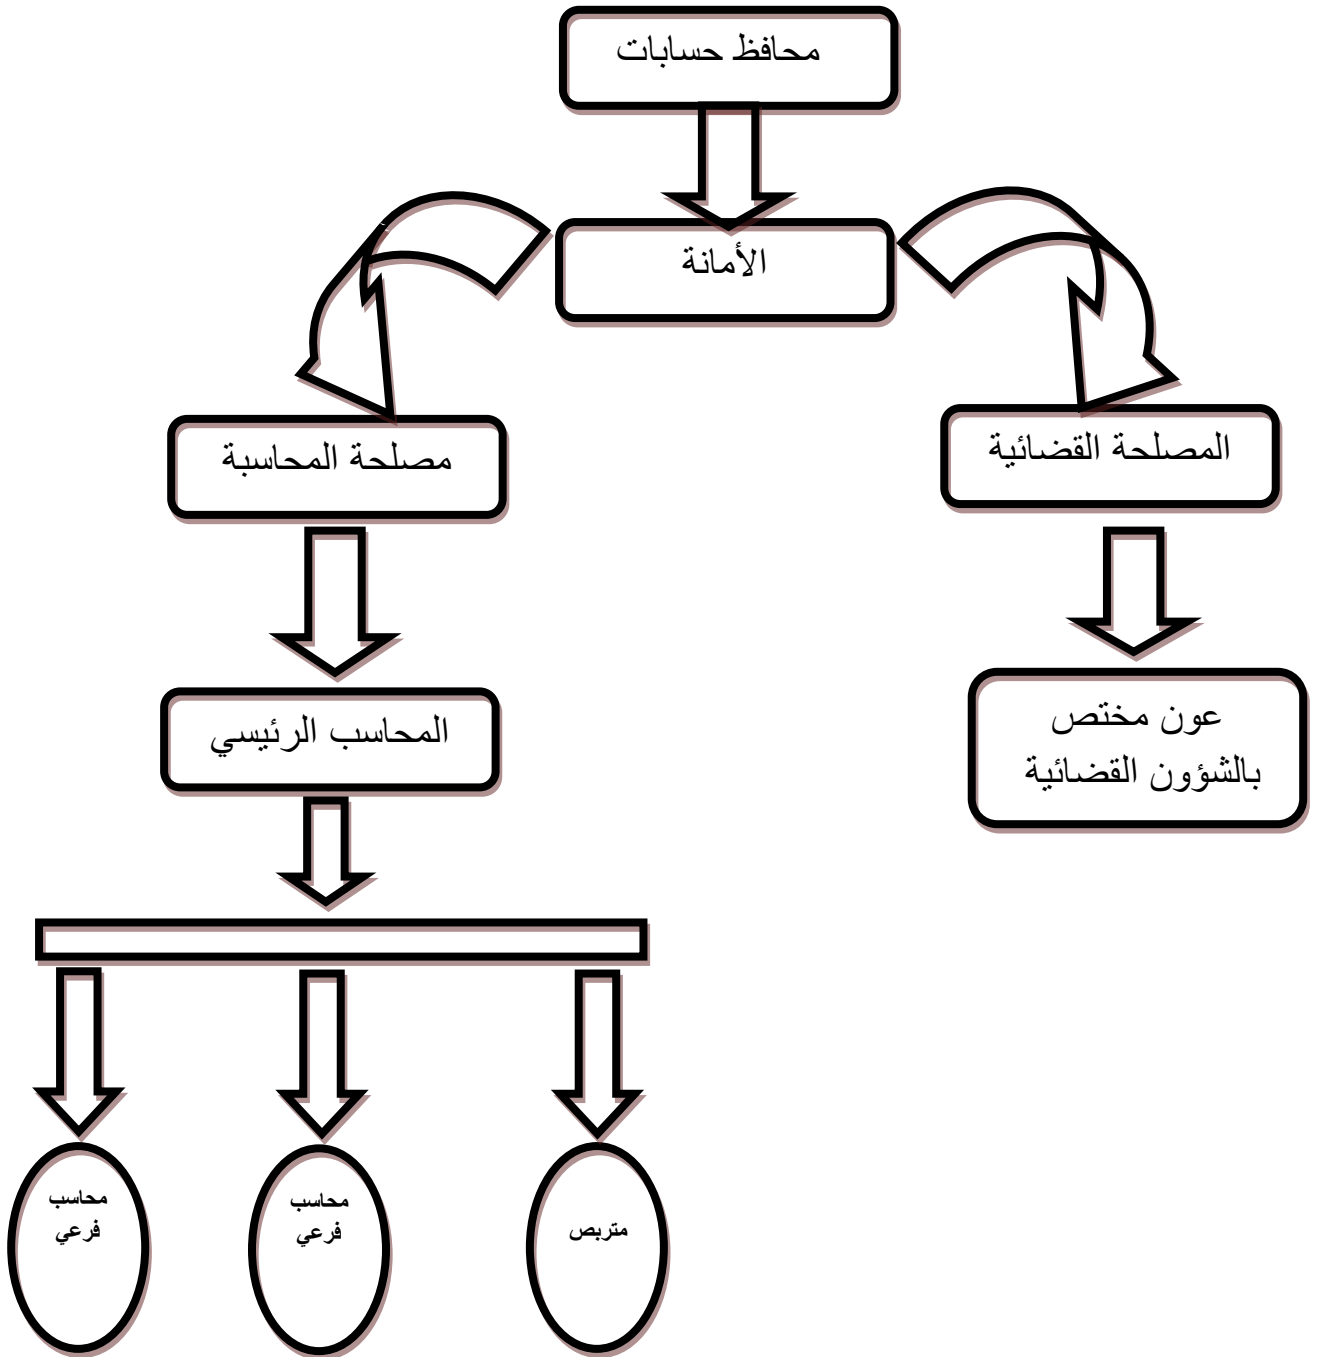 محافظ حسابات
الأمانة
المصلحة القضائية
مصلحة المحاسبة
عون مختص
بالشؤون القضائية
المحاسب الرئيسي
متربص
محاسب
فرعي
محاسب
فرعي